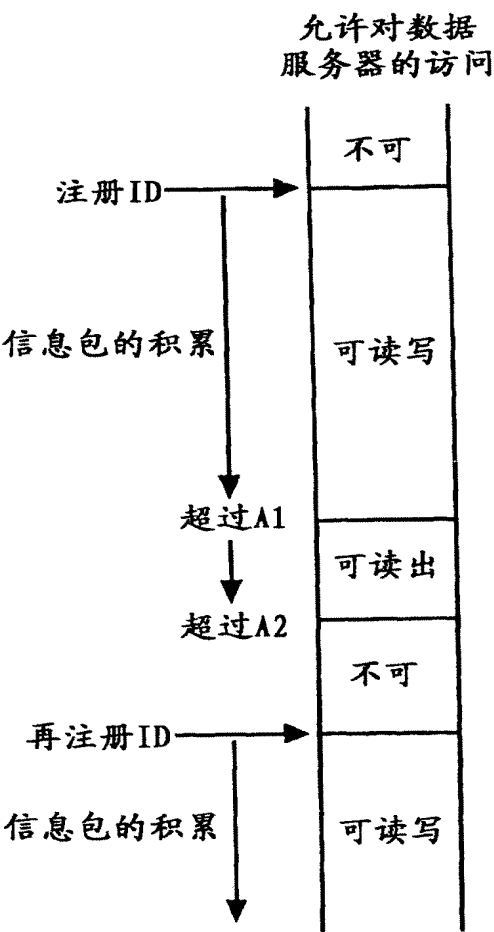 允许对数据
服务器的访问
不可
注册ID
信息包的积累
可读写
超过A1
可读出
超过A2
不可
再注册ID
信息包的积累
可读写